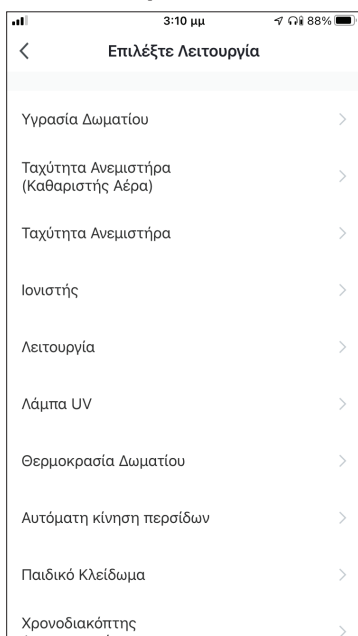 3:10 μμ
88%
Επιλέξτε Λειτουργία
Υγρασία Δωματίου
Ταχύτητα Ανεμιστήρα
(Καθαριστής Αέρα)
Ταχύτητα Ανεμιστήρα
Ιονιστής
Λειτουργία
Λάμπα UV
Θερμοκρασία Δωματίου
Αυτόματη κίνηση περσίδων
Παιδικό Κλείδωμα
Χρονοδιακόπτης